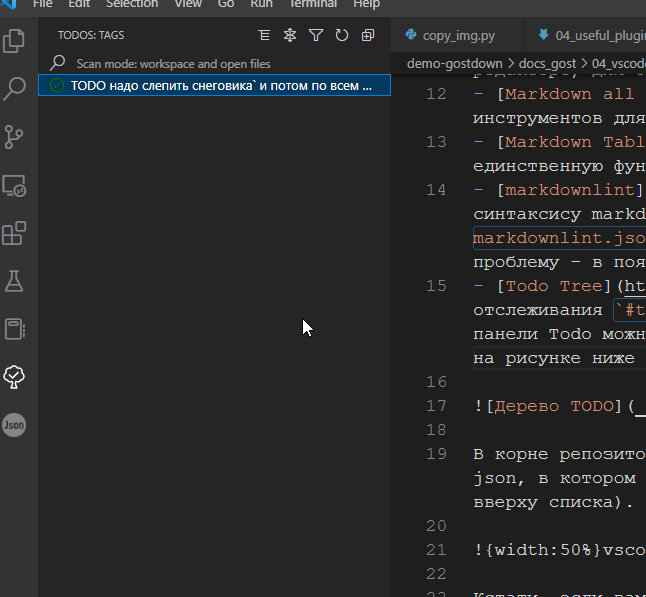 File Edit Selection View Go Run Terminal Help
TODOS: TAGS
Scan mode: workspace and open files
TODO надо слепить снеговика` и потом по всем ...
Json
copy_img.py 04_useful_plugin
demo-gostdown > docs_gost > 04_vscod
12 - [Markdown all
инструментов для
13 - [Markdown Tabl
единственную фун
14 - [markdownlint]
синтаксису markd
markdownlint.jso
проблему - в поя
15 - [Todo Tree](ht
отслеживания `#t
панели Todo можн
на рисунке ниже
16
17 ![Дерево TODO](_
18
19 В корне репозито
json, в котором
вверху списка).
20
21 !{width:50%}vsco
22